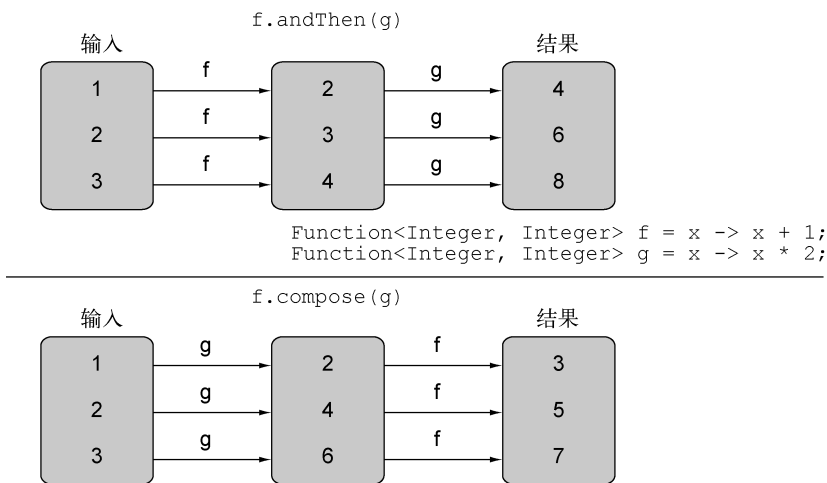 f.andThen(g)
输入 结果
f g
1 2 4
f g
2 3 6
f g
3 4 8
Function<Integer, Integer> f = x -> x + 1;
Function<Integer, Integer> g = x -> x * 2;
f.compose(g)
输入 结果
g f
1 2 3
g f
2 4 5
g f
3 6 7